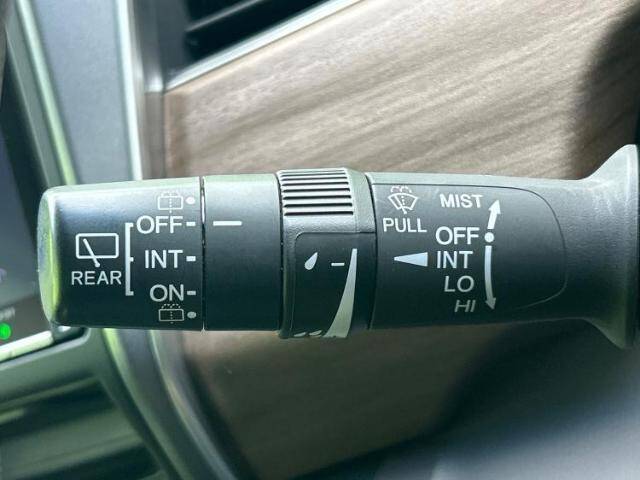 REAR
OFF
INT
ON
PULL
MIST
OFF
INT
LO
HI